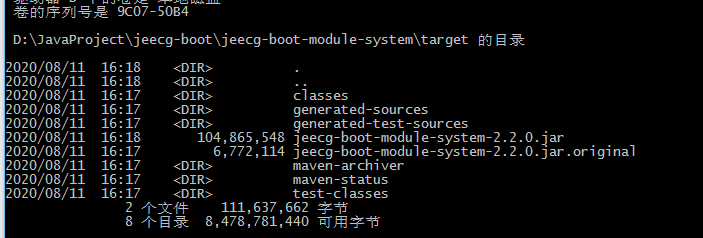 卷的序列号是 9C07-50B4
D:\JavaProject\jeecg-boot\jeecg-boot-module-system\target 的目录
2020/08/11  16:18    <DIR>          .
2020/08/11  16:18    <DIR>          ..
2020/08/11  16:17    <DIR>          classes
2020/08/11  16:17    <DIR>          generated-sources
2020/08/11  16:17    <DIR>          generated-test-sources
2020/08/11  16:18       104,865,548 jeecg-boot-module-system-2.2.0.jar
2020/08/11  16:17         6,772,114 jeecg-boot-module-system-2.2.0.jar.original
2020/08/11  16:17    <DIR>          maven-archiver
2020/08/11  16:17    <DIR>          maven-status
2020/08/11  16:17    <DIR>          test-classes
2 个文件    111,637,662 字节
8 个目录  8,478,781,440 可用字节